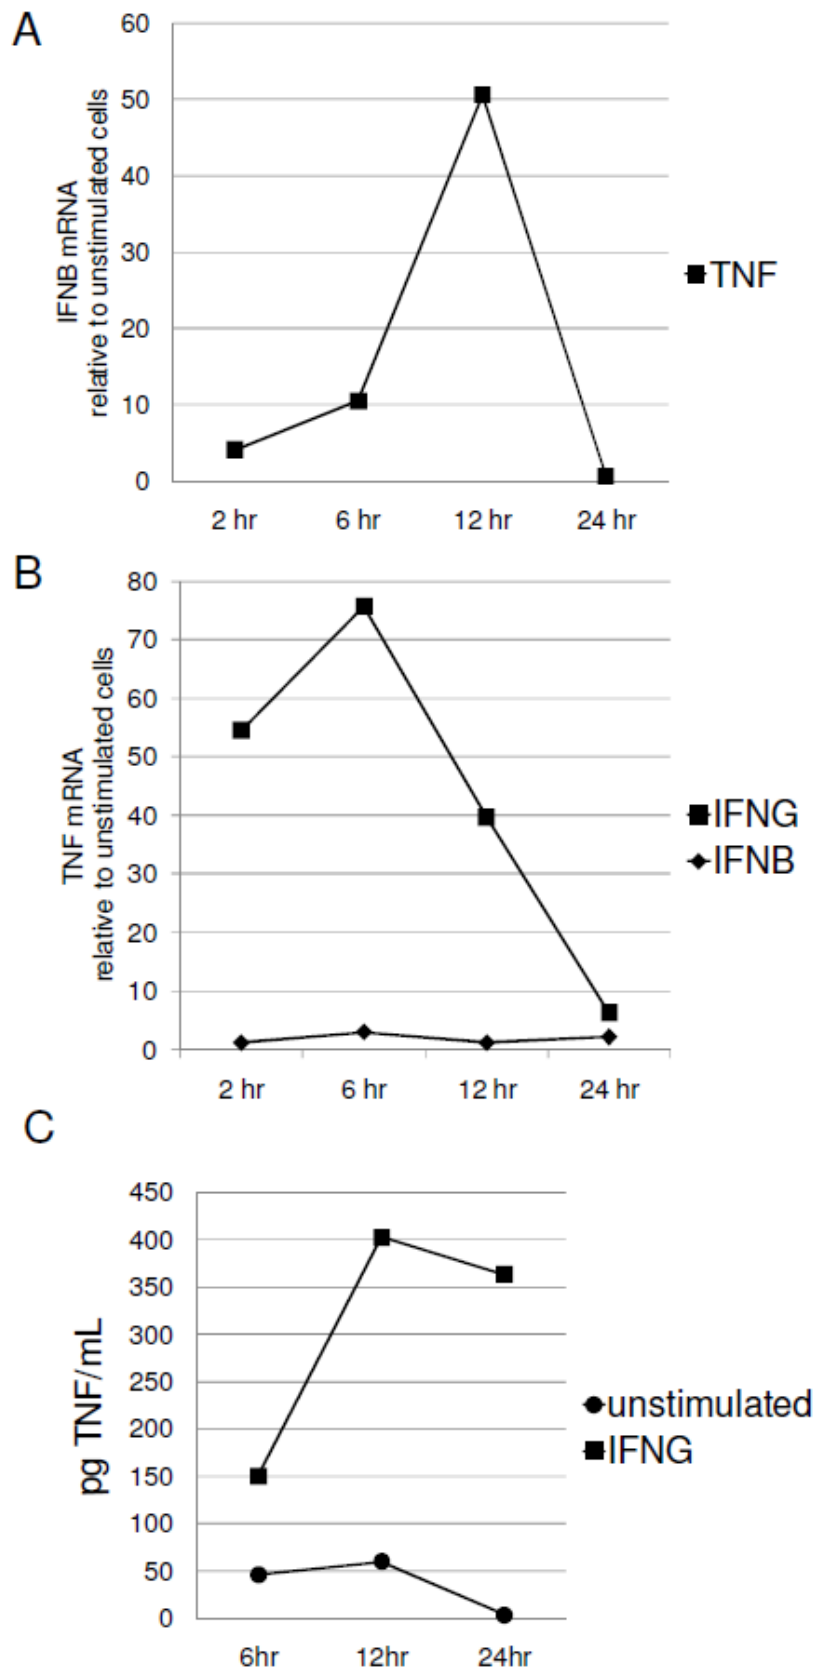 A
60
50
40
30
20
10
0
IFNB mRNA
relative to unstimulated cells
2 hr 6 hr 12 hr 24 hr
TNF
B
80
70
60
50
40
30
20
10
0
TNF mRNA
relative to unstimulated cells
2 hr 6 hr 12 hr 24 hr
IFNG
IFNB
C
450
400
350
300
250
200
150
100
50
0
pg TNF/mL
6hr 12hr 24hr
unstimulated
IFNG